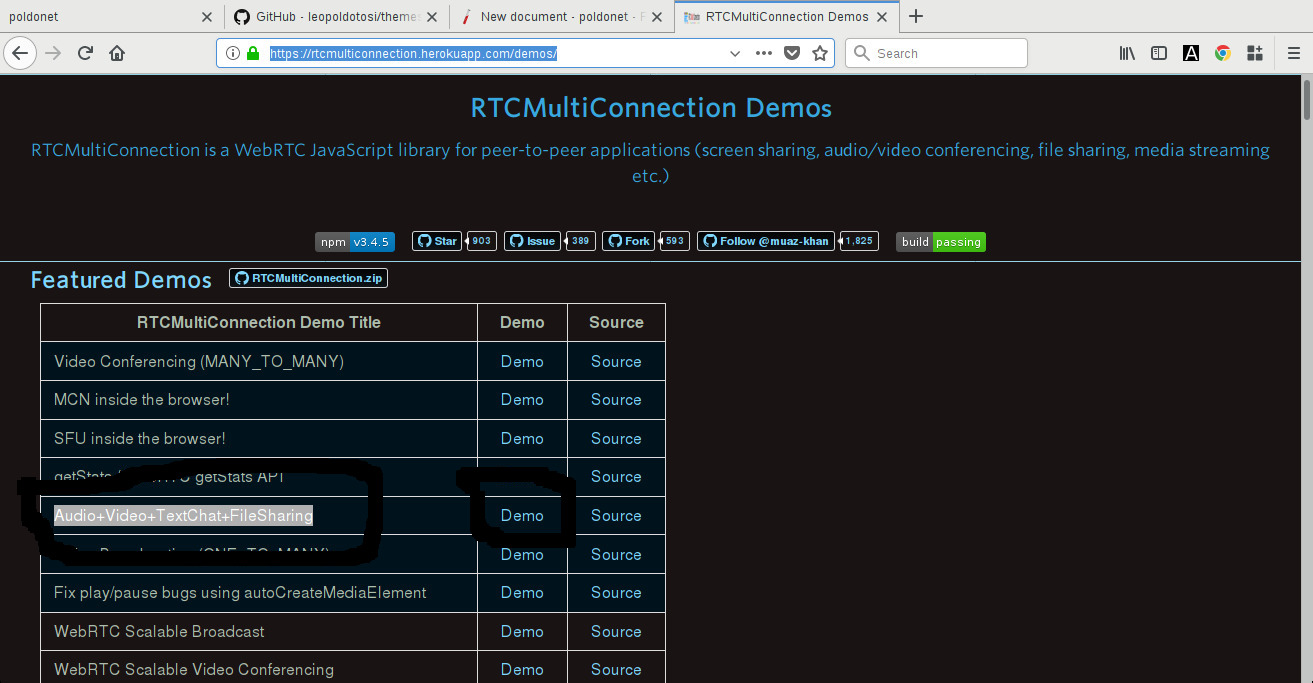 poldonet
GitHub - leopoldotosi/theme
New document - poldonet -
RTCMultiConnection Demos
https://rtcmulticonnection.herokuapp.com/demos/
Search
RTCMultiConnection Demos
RTCMultiConnection is a WebRTC JavaScript library for peer-to-peer applications (screen sharing, audio/video conferencing, file sharing, media streaming
etc.)
npm v3.4.5 Star 903 Issue 389 Fork 593 Follow @muaz-khan 1,825 build passing
Featured Demos RTCMultiConnection.zip
RTCMultiConnection Demo Title Demo Source
Video Conferencing (MANY_TO_MANY) Demo Source
MCN inside the browser! Demo Source
SFU inside the browser! Demo Source
getStats getStats API Source
Audio+Video+TextChat+FileSharing Demo Source
(ONE_TO_MANY) Demo Source
Fix play/pause bugs using autoCreateMediaElement Demo Source
WebRTC Scalable Broadcast Demo Source
WebRTC Scalable Video Conferencing Demo Source